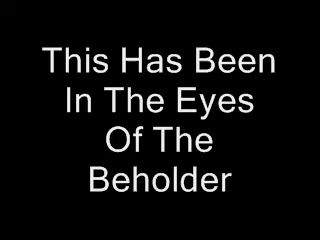 This Has Been
In The Eyes
Of The
Beholder